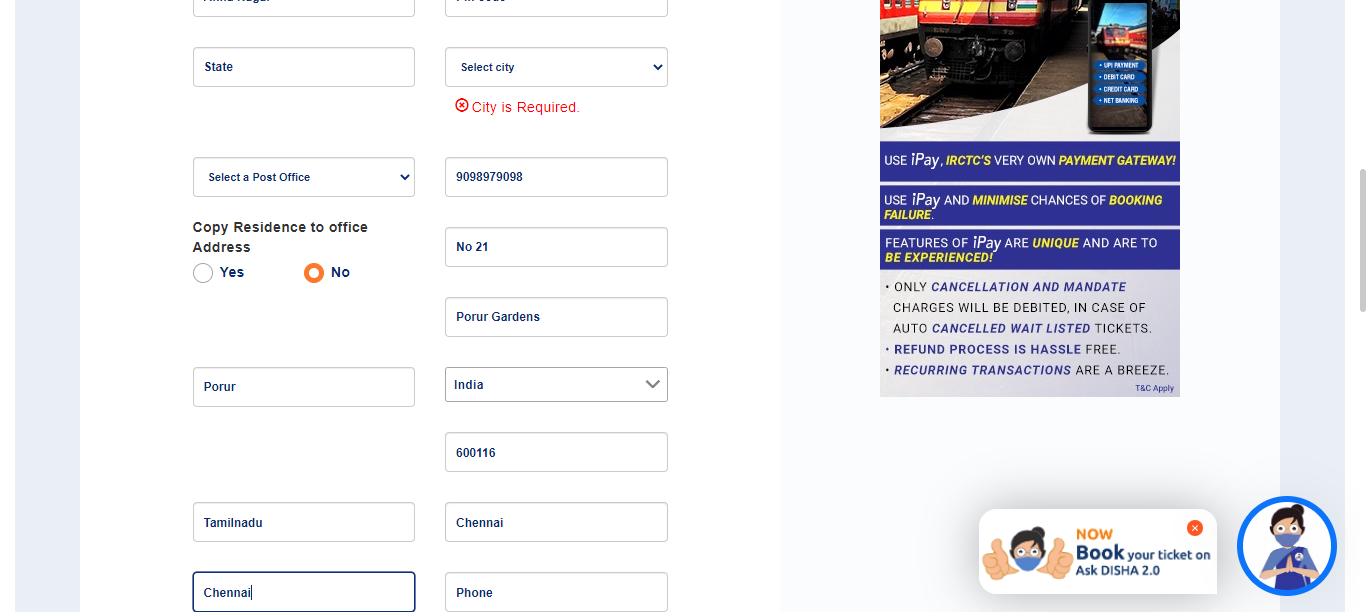 State
Select city
City is Required.
Select a Post Office
9098979098
Copy Residence to office
Address
Yes
No
No 21
Porur Gardens
Porur
India
600116
Tamilnadu
Chennai
Chennai
Phone
• UPI PAYMENT
• DEBIT CARD
• CREDIT CARD
• NET BANKING
USE iPay, IRCTC'S VERY OWN PAYMENT GATEWAY!
USE iPay AND MINIMISE CHANCES OF BOOKING
FAILURE.
FEATURES OF iPay ARE UNIQUE AND ARE TO
BE EXPERIENCED!
• ONLY CANCELLATION AND MANDATE
CHARGES WILL BE DEBITED, IN CASE OF
AUTO CANCELLED WAIT LISTED TICKETS.
• REFUND PROCESS IS HASSLE FREE.
• RECURRING TRANSACTIONS ARE A BREEZE.
T&C Apply
NOW
Book your ticket on
Ask DISHA 2.0